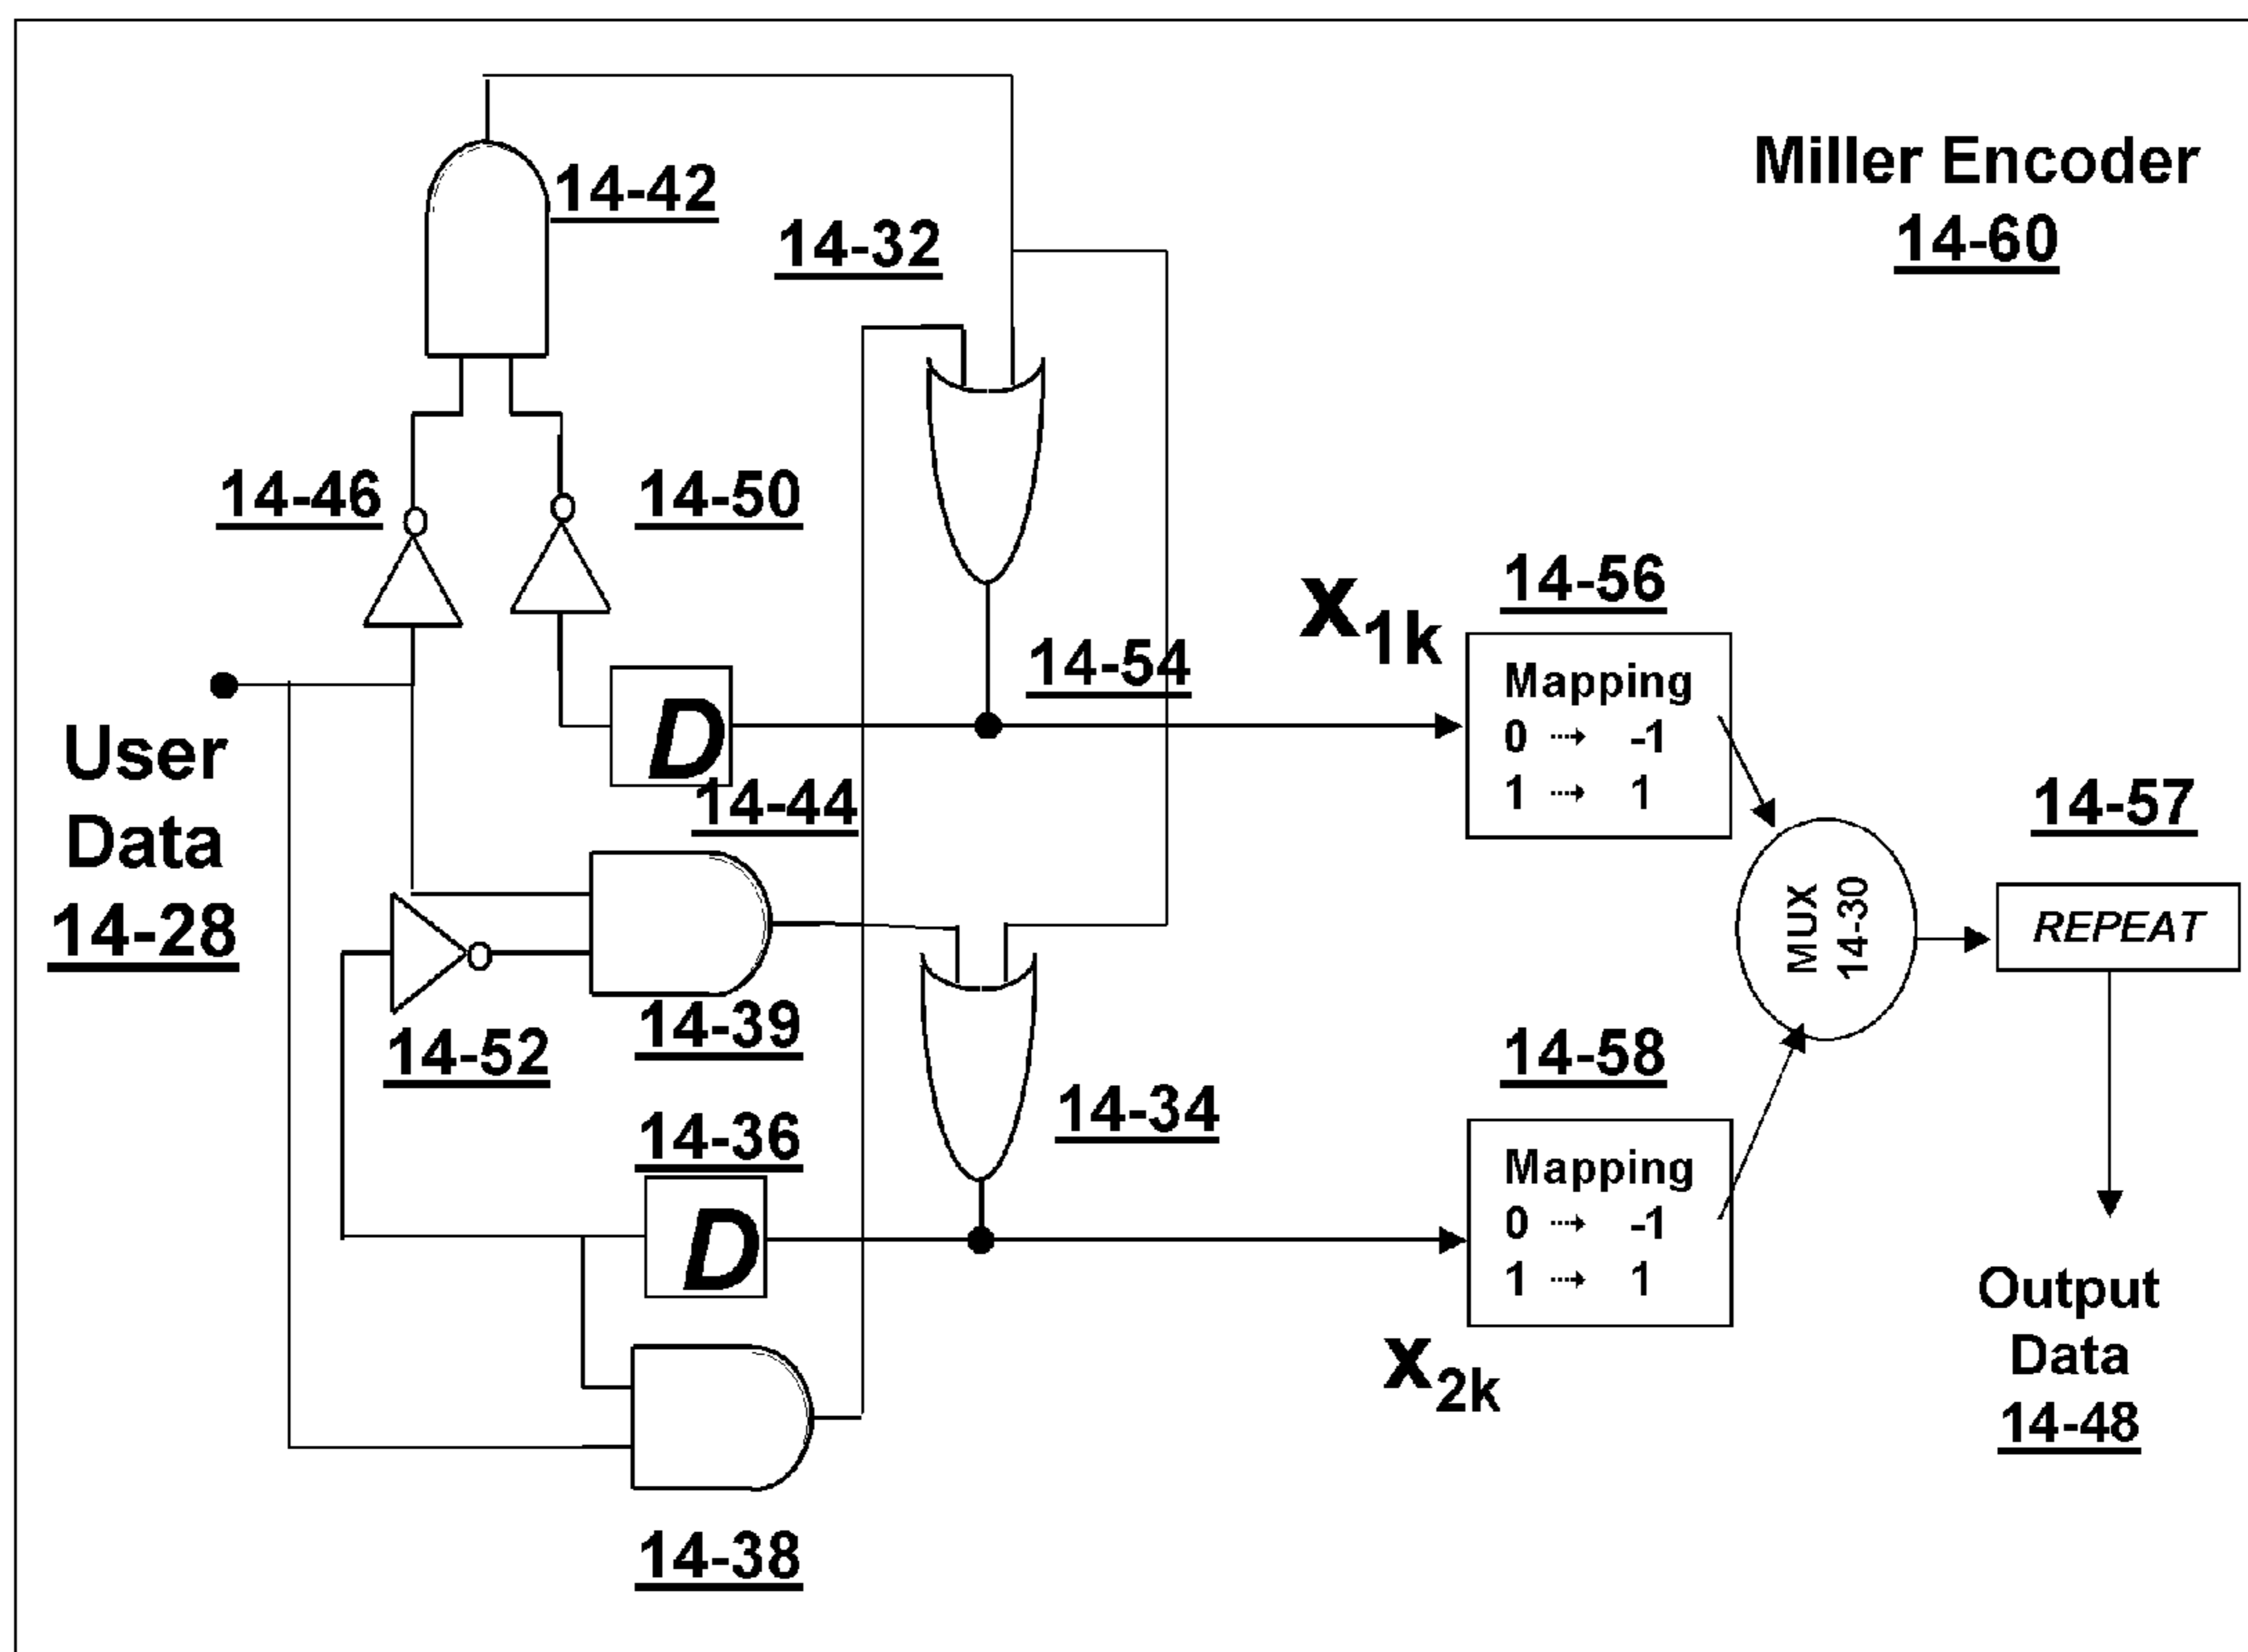 Miller Encoder
14-60
14-42
14-32
14-46
14-50
14-54
X1k
14-56
Mapping
0 ⇢ -1
1 ⇢ 1
User
Data
14-28
D
14-44
14-57
MUX
14-30
REPEAT
14-39
14-52
14-36
D
14-34
14-58
Mapping
0 ⇢ -1
1 ⇢ 1
X2k
Output
Data
14-48
14-38